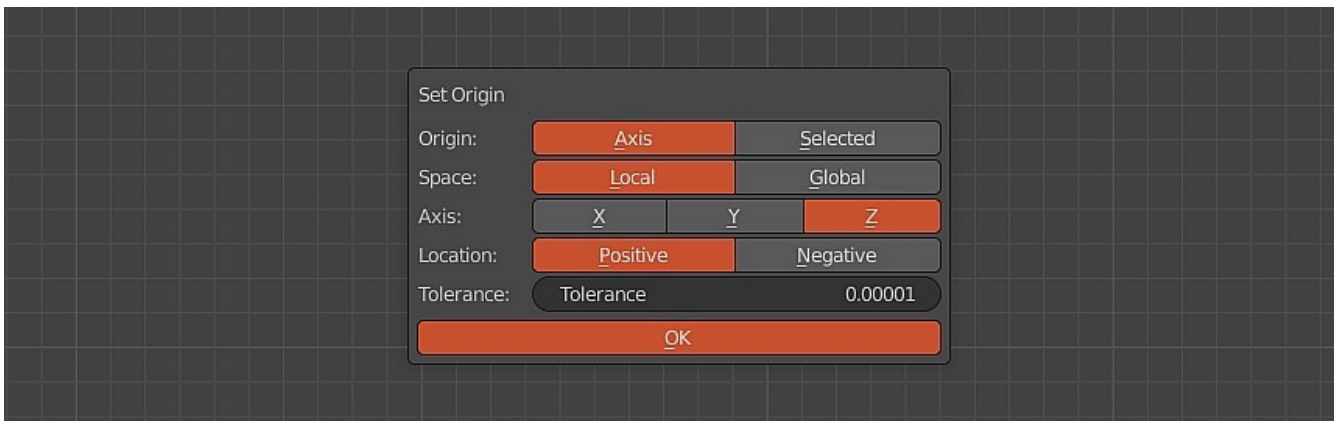 Set Origin
Origin: Axis Selected
Space: Local Global
Axis: X Y Z
Location: Positive Negative
Tolerance: Tolerance 0.00001
OK